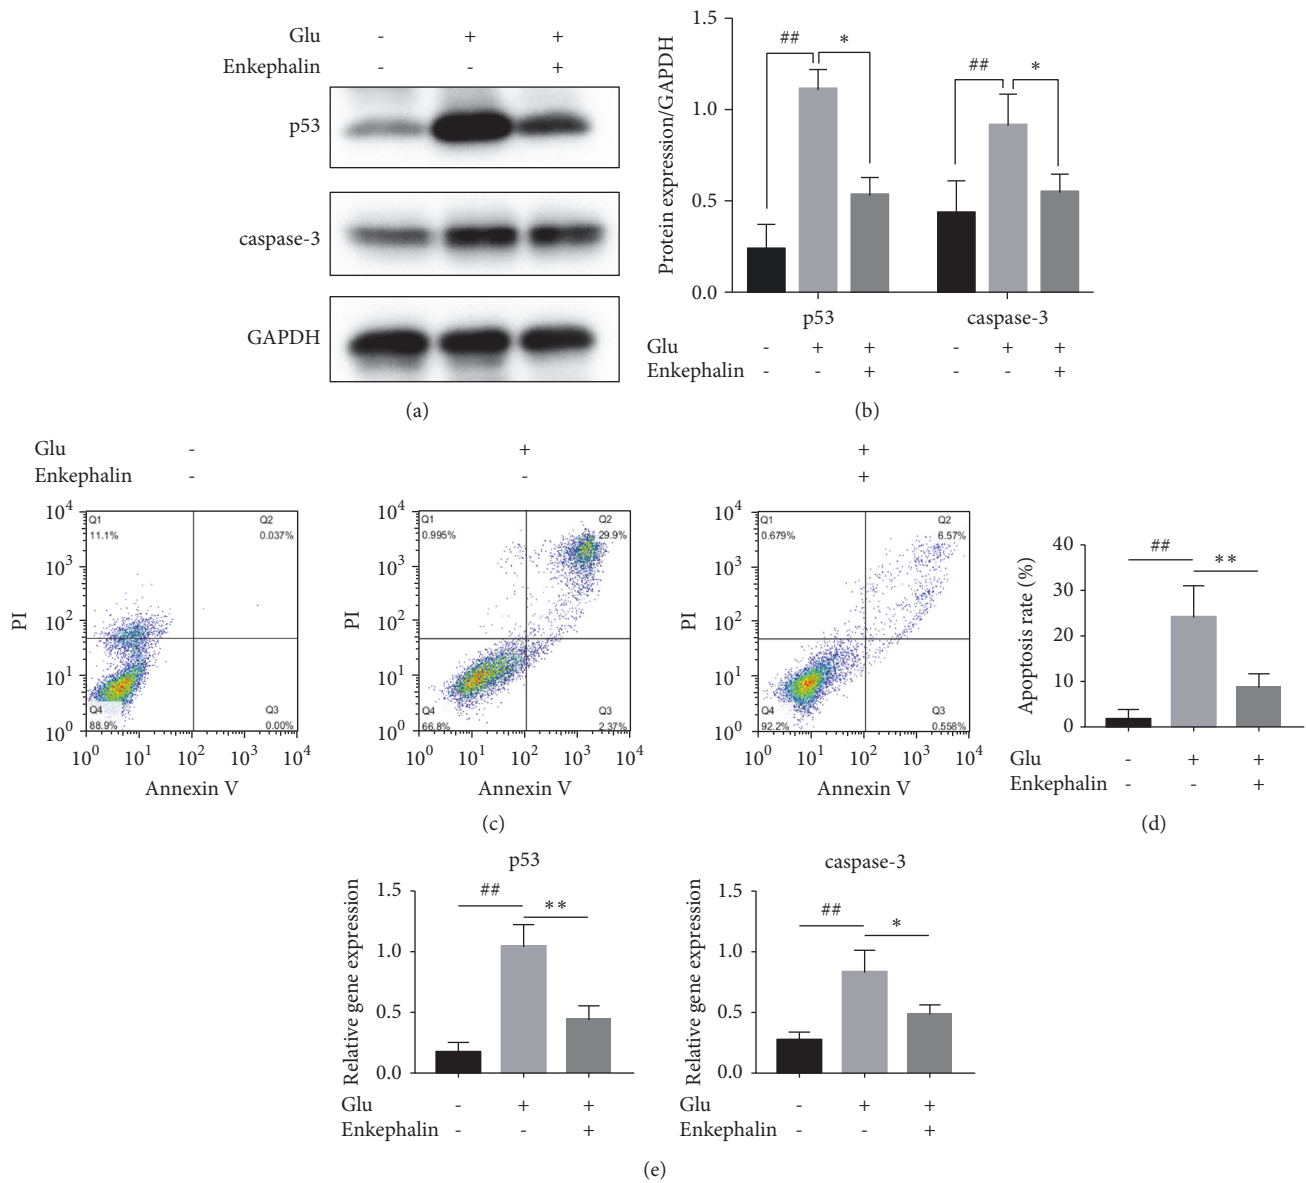 Glu - + +
Enkephalin - - +
p53
caspase-3
GAPDH
(a)
Protein expression/GAPDH
1.5
1.0
0.5
0.0
## *
## *
p53 caspase-3
Glu - + + - + +
Enkephalin - - + - - +
(b)
Glu - + +
Enkephalin - - +
PI
10^4
10^3
10^2
10^1
10^0
Q1
11.1%
Q2
0.037%
Q4
88.9%
Q3
0.00%
10^0 10^1 10^2 10^3 10^4
Annexin V
PI
10^4
10^3
10^2
10^1
10^0
Q1
0.995%
Q2
29.9%
Q4
66.8%
Q3
2.37%
10^0 10^1 10^2 10^3 10^4
Annexin V
PI
10^4
10^3
10^2
10^1
10^0
Q1
0.679%
Q2
6.57%
Q4
92.2%
Q3
0.558%
10^0 10^1 10^2 10^3 10^4
Annexin V
(c)
Apoptosis rate (%)
40
30
20
10
0
## **
Glu - + +
Enkephalin - - +
(d)
p53
Relative gene expression
1.5
1.0
0.5
0.0
## **
Glu - + +
Enkephalin - - +
caspase-3
Relative gene expression
1.5
1.0
0.5
0.0
## *
Glu - + +
Enkephalin - - +
(e)